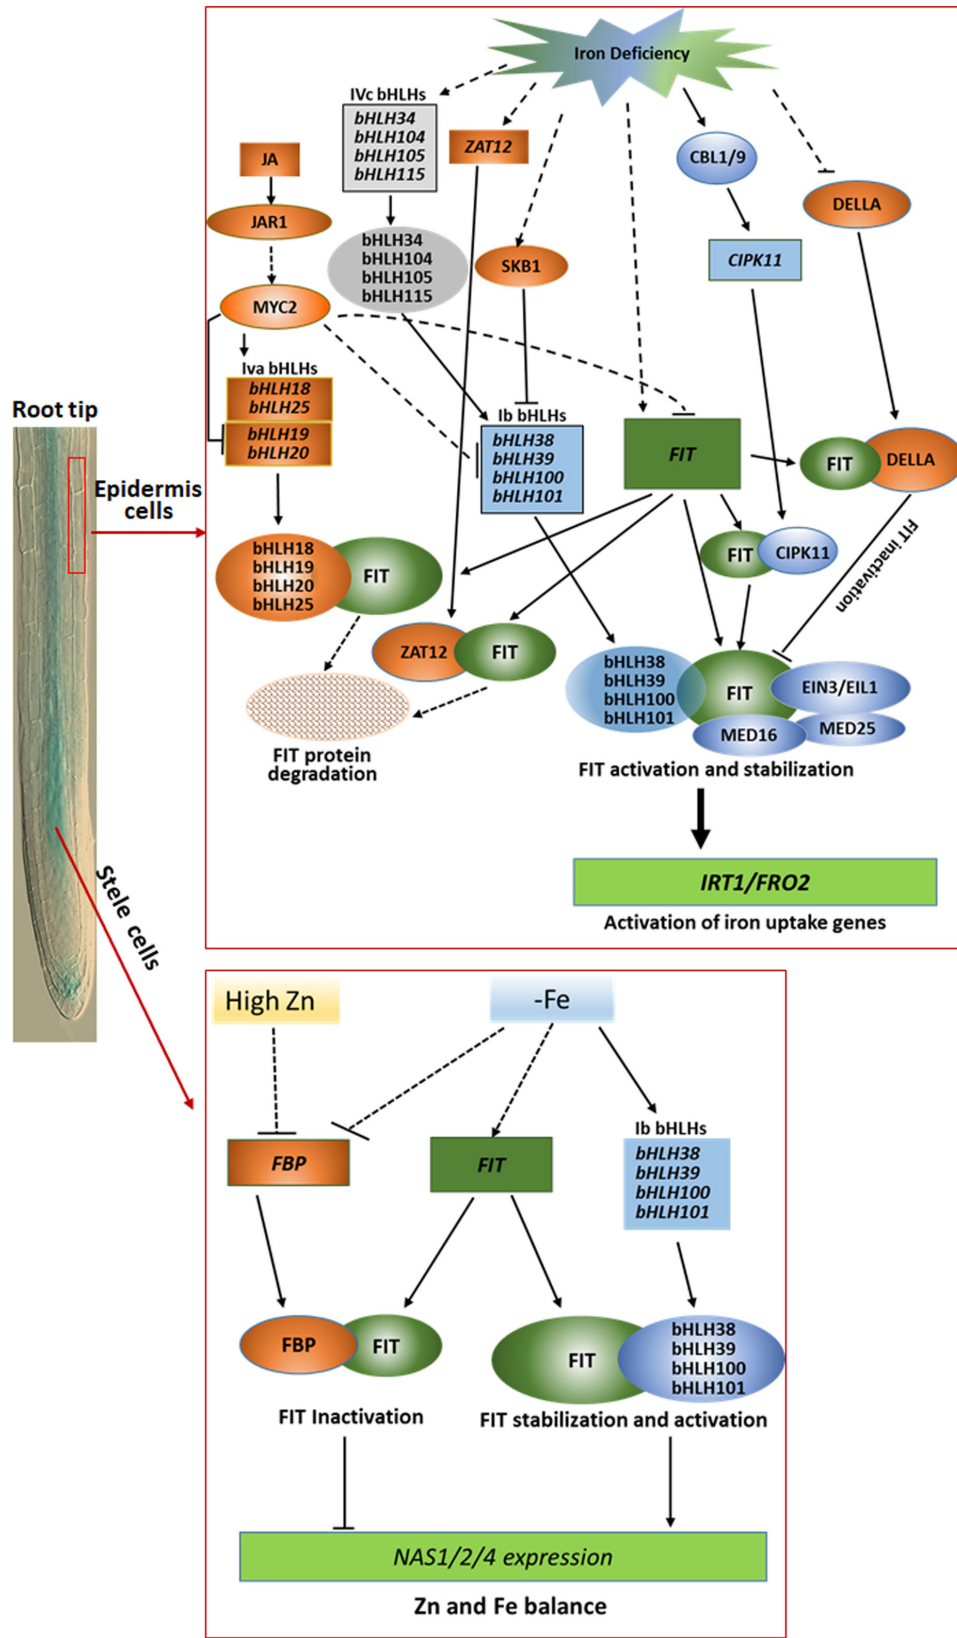 Iron Deficiency
IVc bHLHs
bHLH34
bHLH104
bHLH105
bHLH115
ZAT12
CBL1/9
JA
DELLA
JAR1
bHLH34
bHLH104
bHLH105
bHLH115
SKB1
CIPK11
MYC2
Iva bHLHs
bHLH18
bHLH25
bHLH19
bHLH20
Ib bHLHs
bHLH38
bHLH39
bHLH100
bHLH101
FIT
FIT
DELLA
Root tip
Epidermis
cells
FIT inactivation
bHLH18
bHLH19
bHLH20
bHLH25
FIT
FIT
CIPK11
ZAT12
FIT
bHLH38
bHLH39
bHLH100
bHLH101
FIT
EIN3/EIL1
MED16
MED25
FIT protein
degradation
FIT activation and stabilization
IRT1/FRO2
Activation of iron uptake genes
Stele cells
High Zn
-Fe
FBP
FIT
Ib bHLHs
bHLH38
bHLH39
bHLH100
bHLH101
FBP
FIT
FIT
bHLH38
bHLH39
bHLH100
bHLH101
FIT Inactivation
FIT stabilization and activation
NAS1/2/4 expression
Zn and Fe balance